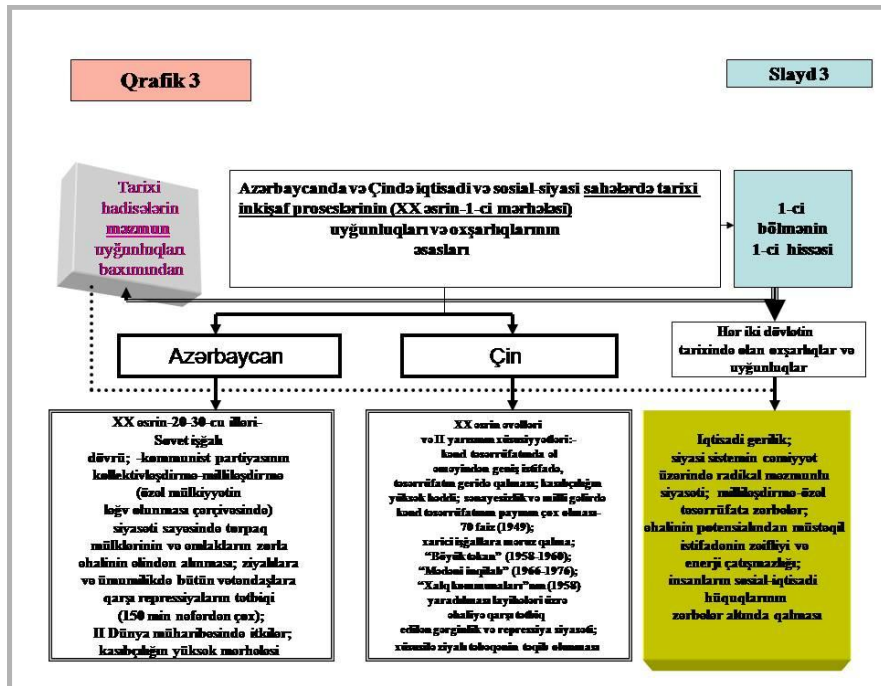 Qrafik 3
Slayd 3
Tarixi
hadisələrin
məzmun
uyğunluqları
baxımından
Azərbaycanda və Çində iqtisadi və sosial-siyasi sahələrdə tarixi
inkişaf proseslərinin (XX əsrin-1-ci mərhələsi)
uyğunluqları və oxşarlıqlarının
əsasları
1-ci
bölmənin
1-ci hissəsi
Azərbaycan
Çin
Hər iki dövlətin
tarixində olan oxşarlıqlar və
uyğunluqlar
XX əsrin-20-30-cu illəri-
Sovet işğalı
dövrü; -kommunist partiyasının
kollektivləşdirmə-milliləşdirmə
(özəl mülkiyyətin
ləğv olunması çərçivəsində)
siyasəti sayəsində torpaq
mülklərinin və əmlakların zorla
əhalinin əlindən alınması; ziyalılara
və ümumilikdə bütün vətəndaşlara
qarşı repressiyaların tətbiqi
(150 min nəfərdən çox);
II Dünya müharibəsində itkilər;
kasıbçılığın yüksək mərhələsi
XX əsrin əvvəlləri
və II yarısının xüsusiyyətləri:-
kənd təsərrüfatında əl
əməyindən geniş istifadə,
təsərrüfatın geridə qalması; kasıbçılığın
yüksək həddi; sənayesizlik və milli gəlirdə
kənd təsərrüfatının payının çox olması-
70 faiz (1949);
xarici işğallara məruz qalma;
“Böyük təkan” (1958-1960);
“Mədəni inqilab” (1966-1976);
“Xalq kommunaları”nın (1958)
yaradılması layihələri üzrə
əhaliyə qarşı tətbiq
edilən gərginlik və repressiya siyasəti;
xüsusilə ziyalı təbəqənin təqib olunması
Iqtisadi gerilik;
siyasi sistemin cəmiyyət
üzərində radikal məzmunlu
siyasəti; milliləşdirmə-özəl
təsərrüfata zərbələr;
əhalinin potensialından müstəqil
istifadənin zəifliyi və
enerji çatışmazlığı;
insanların sosial-iqtisadi
hüquqlarının
zərbələr altında qalması